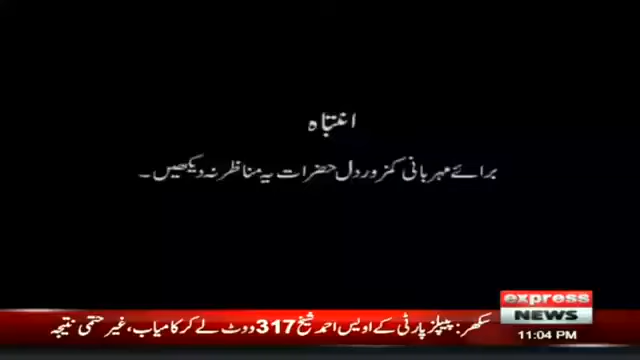 انتباہ
برائے مہربانی کمزور دل حضرات یہ مناظر نہ دیکھیں۔
express
NEWS
سکھر: پیپلز پارٹی کے اویس احمد شیخ 317 ووٹ لے کر کامیاب، غیر حتمی نتیجہ
11:04 PM